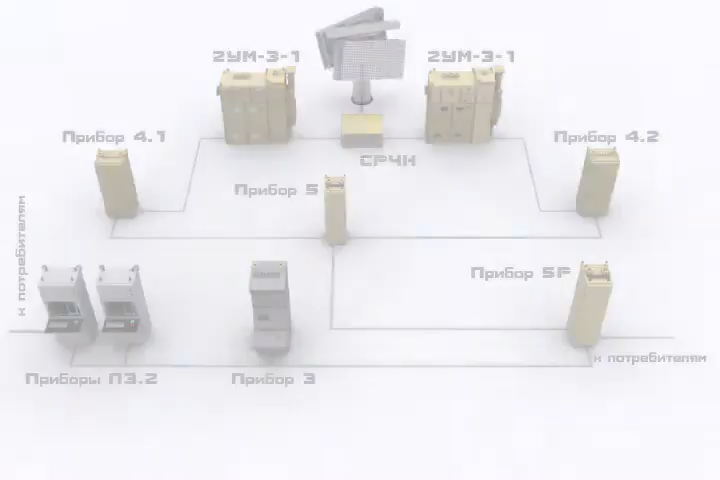 2УМ-3-1
2УМ-3-1
Прибор 4.1
Прибор 4.2
СРЧН
Прибор 5
к потребителям
Прибор 5F
к потребителям
Приборы П3.2
Прибор 3